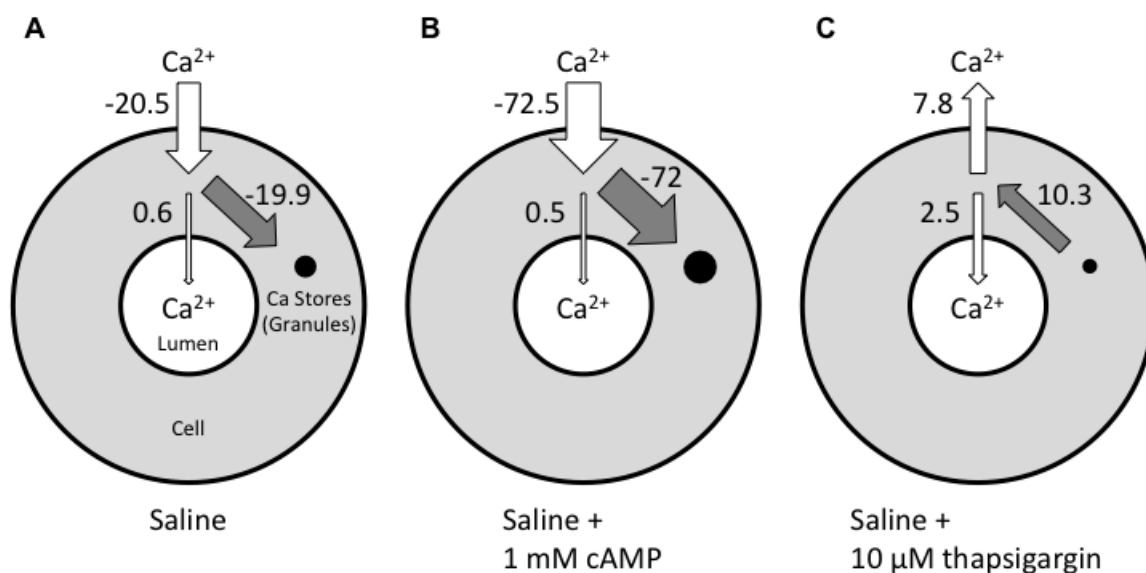 A
Ca²⁺
-20.5
-19.9
0.6
Ca²⁺
Lumen
Ca Stores
(Granules)
Cell
Saline
B
Ca²⁺
-72.5
-72
0.5
Ca²⁺
Saline +
1 mM cAMP
C
Ca²⁺
7.8
10.3
2.5
Ca²⁺
Saline +
10 µM thapsigargin